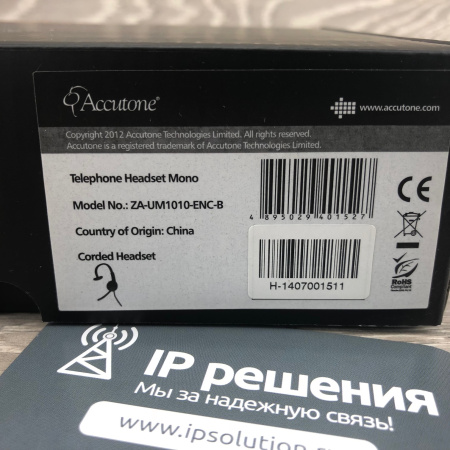 Accutone®
www.accutone.com
Copyright 2012 Accutone Technologies Limited. All rights reserved.
Accutone is a registered trademark of Accutone Technologies Limited.
Telephone Headset Mono
Model No.: ZA-UM1010-ENC-B
Country of Origin: China
Corded Headset
4 895029 401527
H-1407001511
CE
RoHS
Compliant
IP решения
Мы за надежную связь!
www.ipsolution.